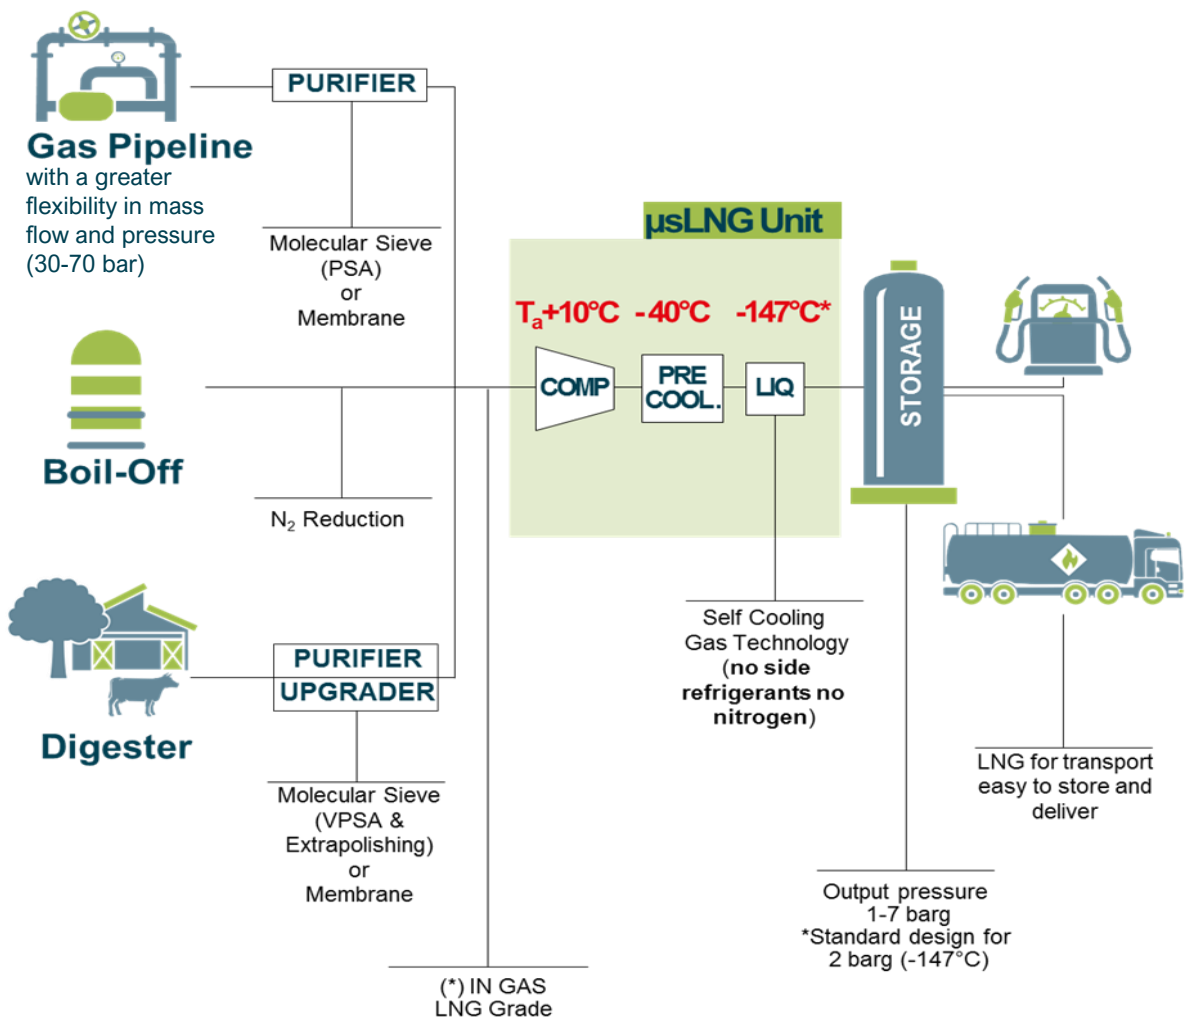 PURIFIER
Gas Pipeline
with a greater
flexibility in mass
flow and pressure
(30-70 bar)
Molecular Sieve
(PSA)
or
Membrane
µsLNG Unit
Ta+10°C -40°C -147°C*
COMP
PRE
COOL.
LIQ
STORAGE
Boil-Off
N2 Reduction
Self Cooling
Gas Technology
(no side
refrigerants no
nitrogen)
PURIFIER
UPGRADER
Digester
Molecular Sieve
(VPSA &
Extrapolishing)
or
Membrane
LNG for transport
easy to store and
deliver
Output pressure
1-7 barg
*Standard design for
2 barg (-147°C)
(*) IN GAS
LNG Grade